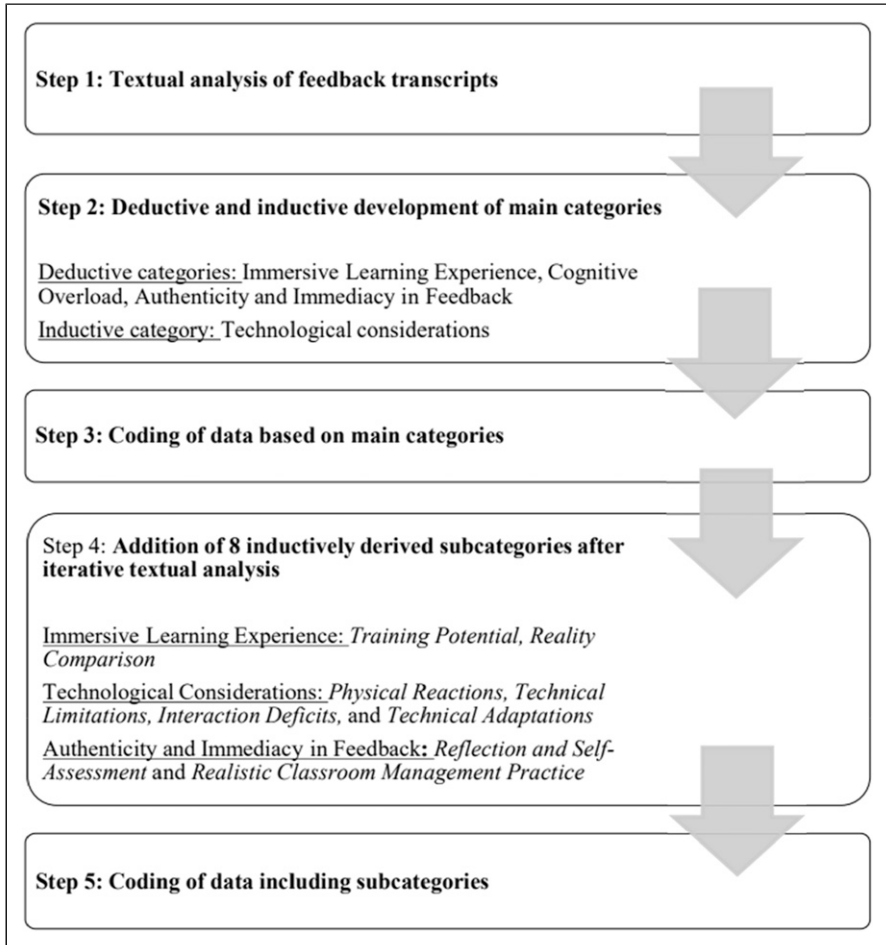 Step 1: Textual analysis of feedback transcripts
Step 2: Deductive and inductive development of main categories
Deductive categories: Immersive Learning Experience, Cognitive
Overload, Authenticity and Immediacy in Feedback
Inductive category: Technological considerations
Step 3: Coding of data based on main categories
Step 4: Addition of 8 inductively derived subcategories after
iterative textual analysis
Immersive Learning Experience: Training Potential, Reality
Comparison
Technological Considerations: Physical Reactions, Technical
Limitations, Interaction Deficits, and Technical Adaptations
Authenticity and Immediacy in Feedback: Reflection and Self-
Assessment and Realistic Classroom Management Practice
Step 5: Coding of data including subcategories